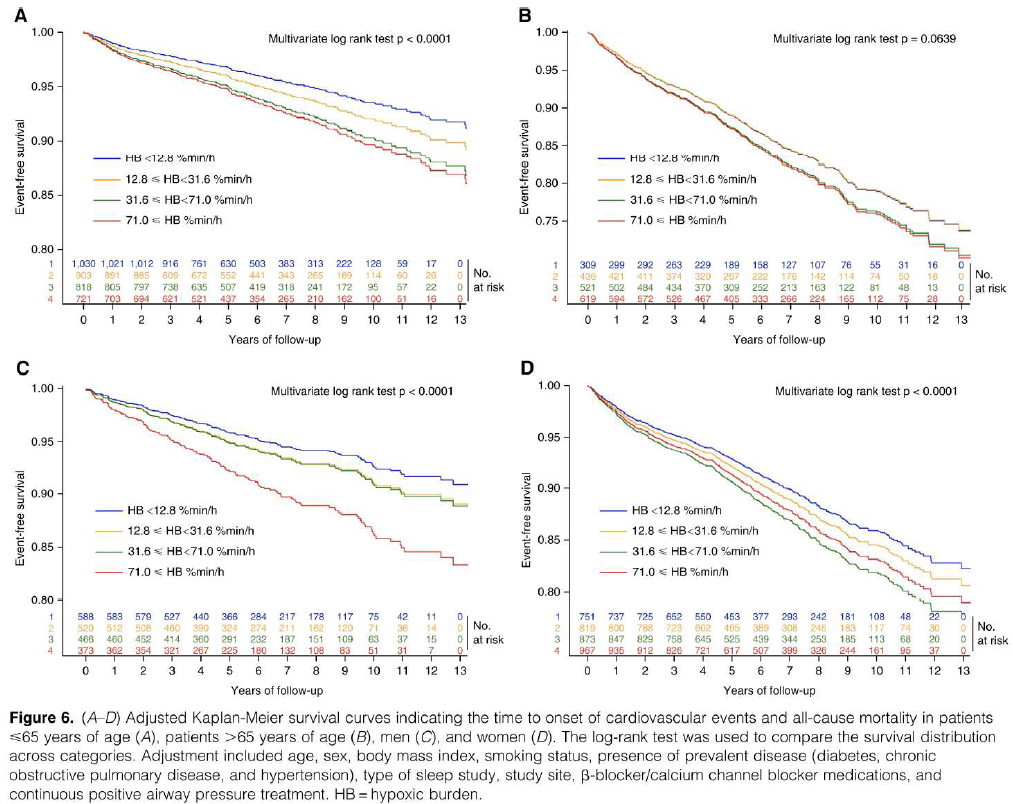 A
Multivariate log rank test p < 0.0001
1.00
0.95
0.90
0.85
0.80
Event-free survival
HB <12.8 %min/h
12.8 ⩽ HB<31.6 %min/h
31.6 ⩽ HB<71.0 %min/h
71.0 ⩽ HB %min/h
1 1,030 1,021 1,012 916 761 630 503 383 313 222 128 59 17 0
2 903 891 885 809 672 552 441 343 265 189 114 60 26 0
3 818 805 797 738 635 507 419 318 241 172 95 57 22 0
4 721 703 694 621 521 437 354 265 210 162 100 51 16 0
No.
at risk
0 1 2 3 4 5 6 7 8 9 10 11 12 13
Years of follow-up
B
Multivariate log rank test p = 0.0639
1.00
0.95
0.90
0.85
0.80
0.75
Event-free survival
HB <12.8 %min/h
12.8 ⩽ HB<31.6 %min/h
31.6 ⩽ HB<71.0 %min/h
71.0 ⩽ HB %min/h
1 309 299 292 263 229 189 158 127 107 76 55 31 16 0
2 436 421 411 374 320 267 222 176 142 114 74 50 18 0
3 521 502 484 434 370 309 252 213 163 122 81 48 13 0
4 619 594 572 526 467 405 333 266 224 165 112 75 28 0
No.
at risk
0 1 2 3 4 5 6 7 8 9 10 11 12 13
Years of follow-up
C
Multivariate log rank test p < 0.0001
1.00
0.95
0.90
0.85
0.80
Event-free survival
HB <12.8 %min/h
12.8 ⩽ HB<31.6 %min/h
31.6 ⩽ HB<71.0 %min/h
71.0 ⩽ HB %min/h
1 588 583 579 527 440 366 284 217 178 117 75 42 11 0
2 520 512 508 460 390 324 274 211 162 120 71 36 14 0
3 466 460 452 414 360 291 232 187 151 109 63 37 15 0
4 373 362 354 321 267 225 180 132 108 83 51 31 7 0
No.
at risk
0 1 2 3 4 5 6 7 8 9 10 11 12 13
Years of follow-up
D
Multivariate log rank test p < 0.0001
1.00
0.95
0.90
0.85
0.80
Event-free survival
HB <12.8 %min/h
12.8 ⩽ HB<31.6 %min/h
31.6 ⩽ HB<71.0 %min/h
71.0 ⩽ HB %min/h
1 751 737 725 652 550 453 377 293 242 181 108 48 22 0
2 819 800 788 723 602 308 245 183 117 74 30 0
3 873 847 829 758 645 525 439 344 253 185 113 68 20 0
4 967 935 912 826 721 617 507 399 326 244 161 95 37 0
No.
at risk
0 1 2 3 4 5 6 7 8 9 10 11 12 13
Years of follow-up
Figure 6. (A–D) Adjusted Kaplan-Meier survival curves indicating the time to onset of cardiovascular events and all-cause mortality in patients
⩽65 years of age (A), patients >65 years of age (B), men (C), and women (D). The log-rank test was used to compare the survival distribution
across categories. Adjustment included age, sex, body mass index, smoking status, presence of prevalent disease (diabetes, chronic
obstructive pulmonary disease, and hypertension), type of sleep study, study site, β-blocker/calcium channel blocker medications, and
continuous positive airway pressure treatment. HB = hypoxic burden.